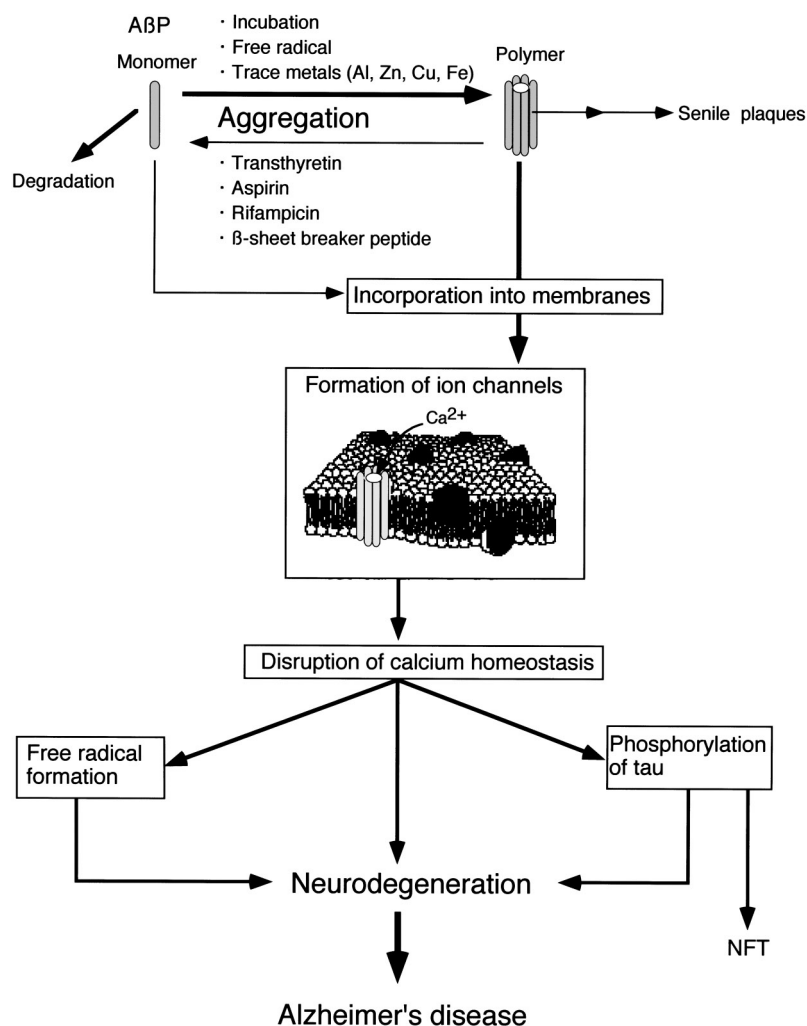 AßP
Monomer
· Incubation
· Free radical
· Trace metals (Al, Zn, Cu, Fe)
Polymer
Aggregation
Senile plaques
Degradation
· Transthyretin
· Aspirin
· Rifampicin
· ß-sheet breaker peptide
Incorporation into membranes
Formation of ion channels
Ca2+
Disruption of calcium homeostasis
Free radical
formation
Phosphorylation
of tau
Neurodegeneration
NFT
Alzheimer's disease